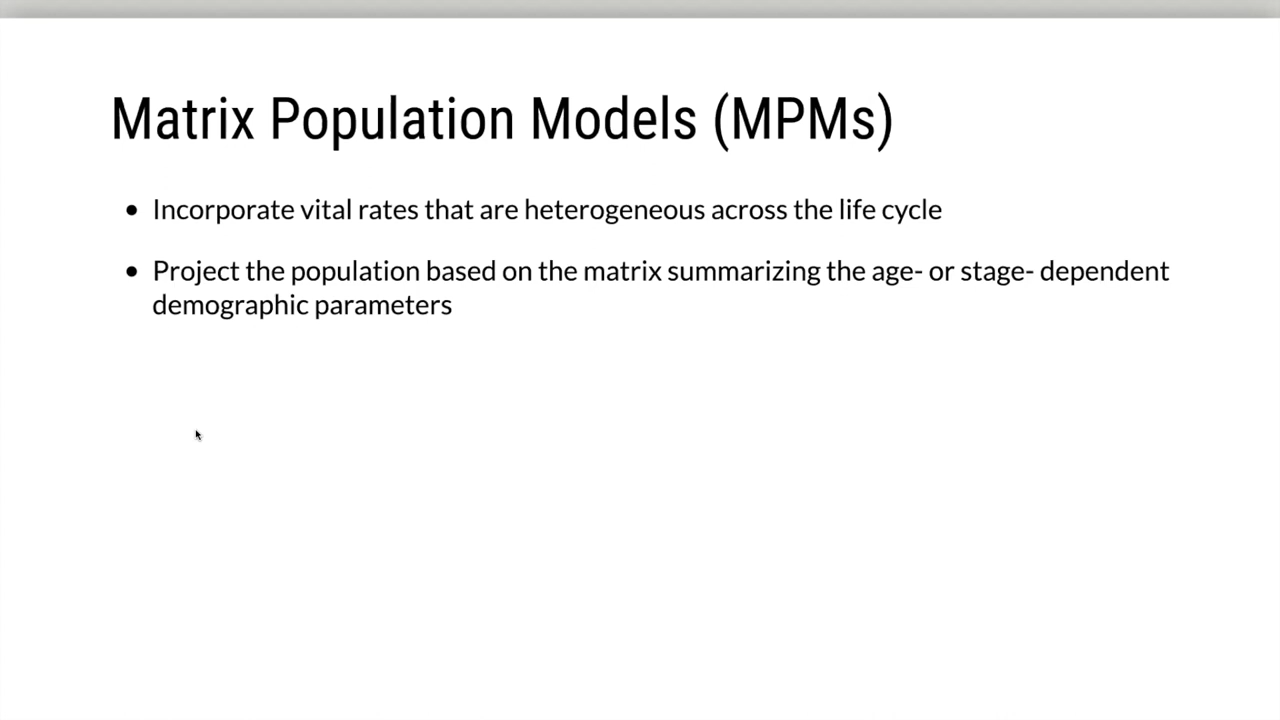 Matrix Population Models (MPMs)
Incorporate vital rates that are heterogeneous across the life cycle
Project the population based on the matrix summarizing the age- or stage- dependent
demographic parameters